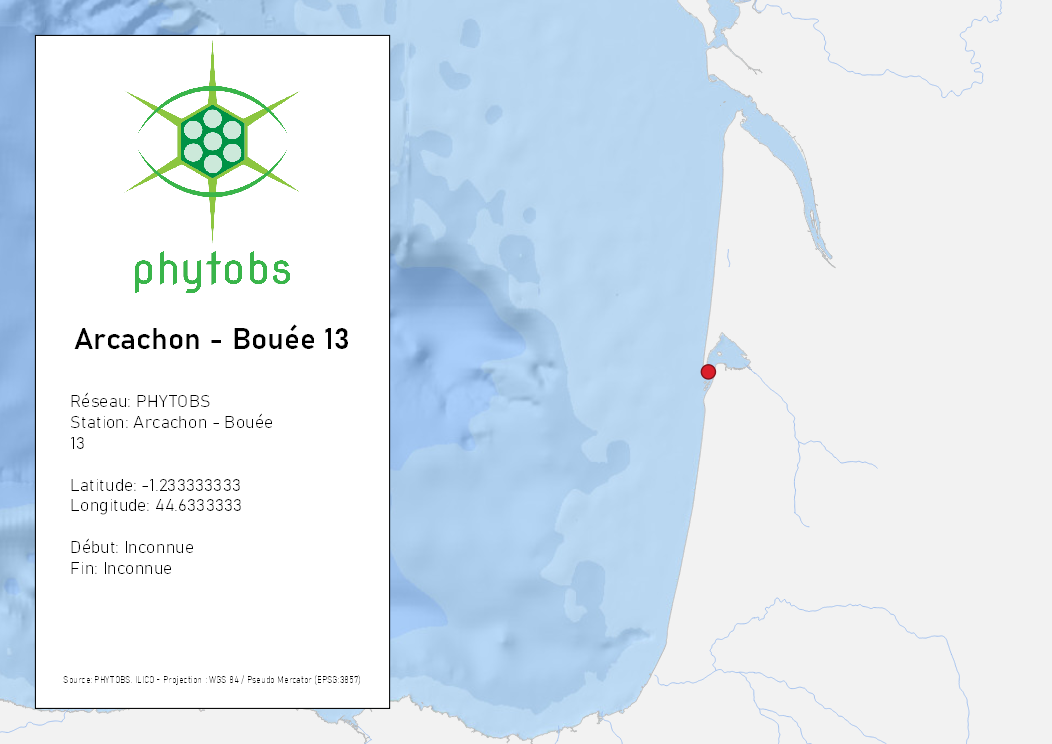 phytobs
Arcachon - Bouée 13
Réseau: PHYTOBS
Station: Arcachon - Bouée
13
Latitude: -1.233333333
Longitude: 44.6333333
Début: Inconnue
Fin: Inconnue
Source: PHYTOBS, ILICO - Projection : WGS 84 / Pseudo Mercator (EPSG:3857)